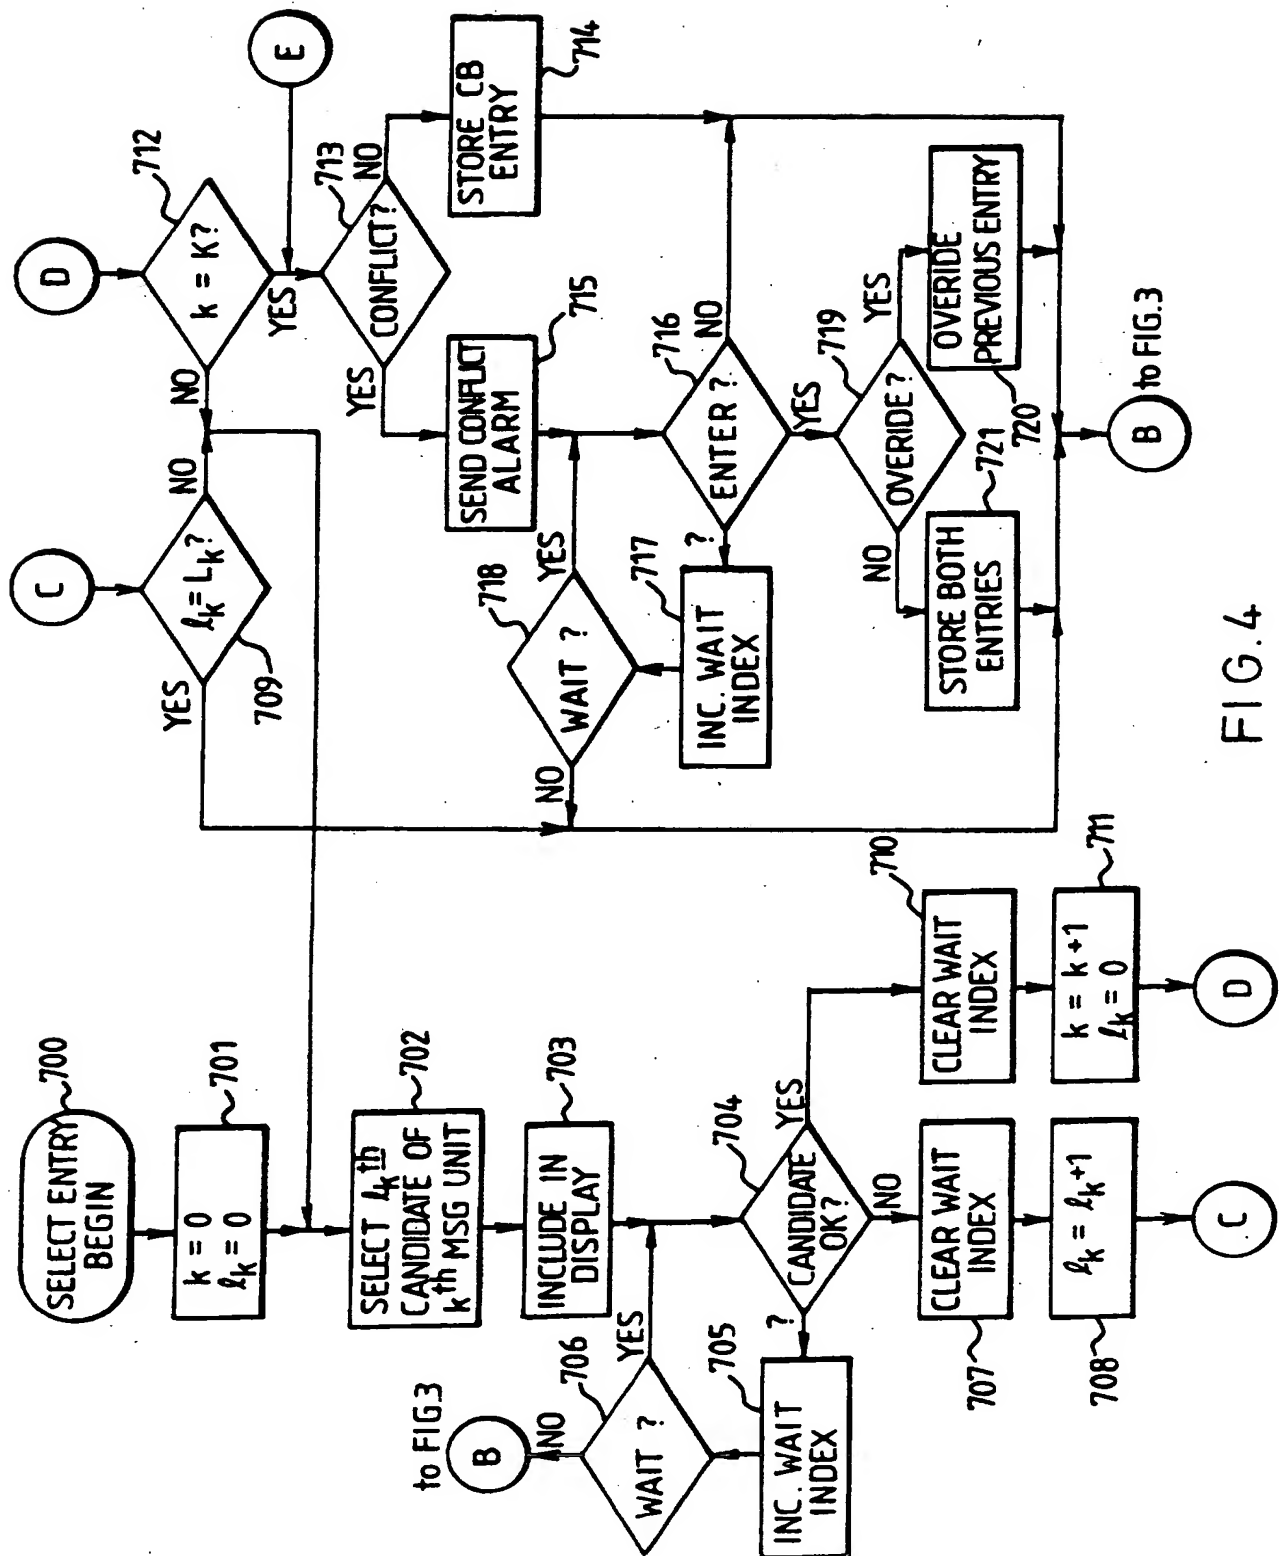 SELECT ENTRY
BEGIN
700
k = 0
ℓk = 0
701
SELECT ℓk th
CANDIDATE OF
kth MSG UNIT
702
INCLUDE IN
DISPLAY
703
CANDIDATE
OK?
704
YES
NO
?
INC. WAIT
INDEX
705
WAIT ?
706
YES
NO
B
to FIG.3
CLEAR WAIT
INDEX
707
ℓk = ℓk+1
708
C
CLEAR WAIT
INDEX
710
k = k+1
ℓk = 0
711
D
C
ℓk = Lk?
709
YES
NO
D
k = K?
712
NO
YES
E
CONFLICT?
713
YES
NO
STORE CB
ENTRY
714
SEND CONFLICT
ALARM
715
ENTER ?
716
NO
YES
?
INC. WAIT
INDEX
717
WAIT ?
718
YES
NO
OVERRIDE?
719
YES
NO
OVERRIDE
PREVIOUS ENTRY
720
STORE BOTH
ENTRIES
721
B to FIG.3
FIG.4